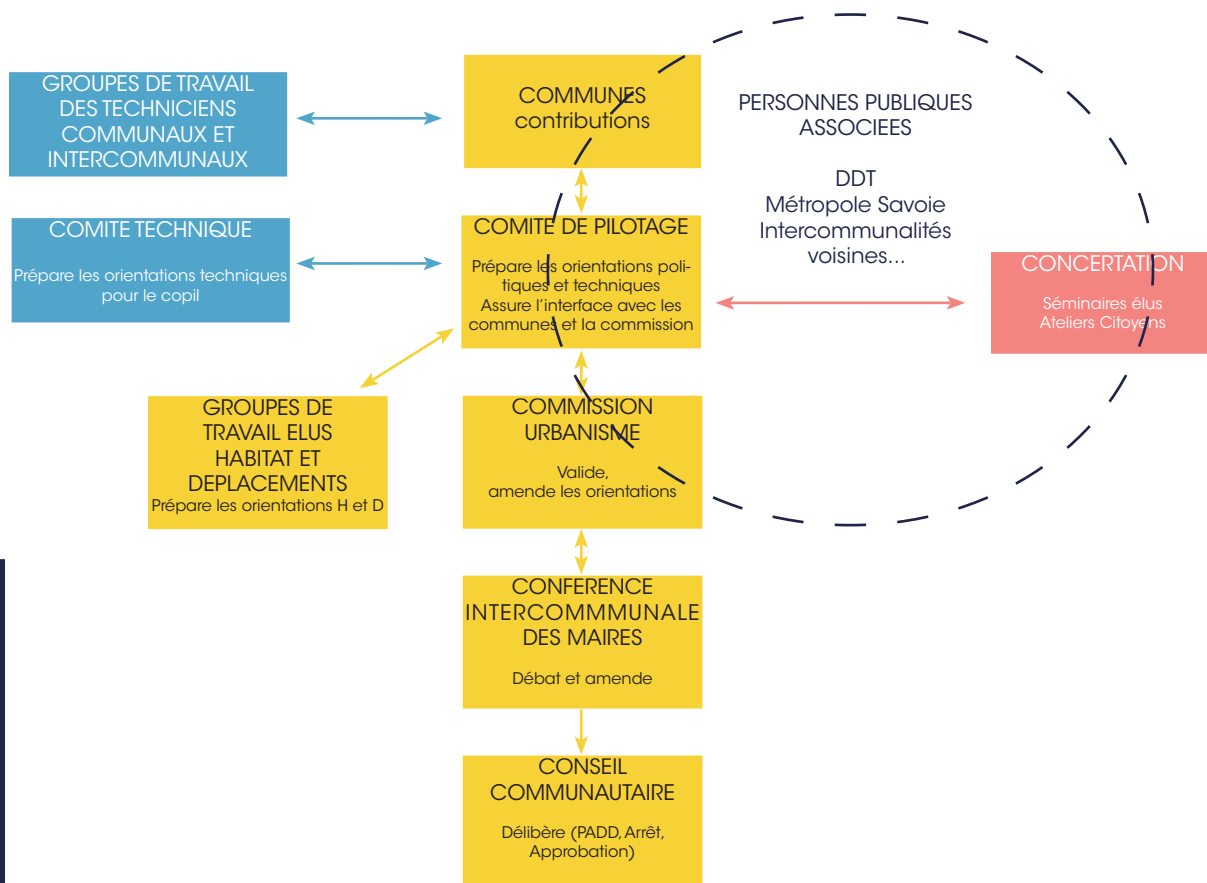 GROUPES DE TRAVAIL
DES TECHNICIENS
COMMUNAUX ET
INTERCOMMUNAUX
COMMUNES
contributions
PERSONNES PUBLIQUES
ASSOCIEES
DDT
Métropole Savoie
Intercommunalités
voisines...
COMITE TECHNIQUE
Prépare les orientations techniques
pour le copil
COMITE DE PILOTAGE
Prépare les orientations poli-
tiques et techniques
Assure l'interface avec les
communes et la commission
CONCERTATION
Séminaires élus
Ateliers Citoyens
GROUPES DE
TRAVAIL ELUS
HABITAT ET
DEPLACEMENTS
Prépare les orientations H et D
COMMISSION
URBANISME
Valide,
amende les orientations
CONFERENCE
INTERCOMMMUNALE
DES MAIRES
Débat et amende
CONSEIL
COMMUNAUTAIRE
Délibère (PADD, Arrêt,
Approbation)